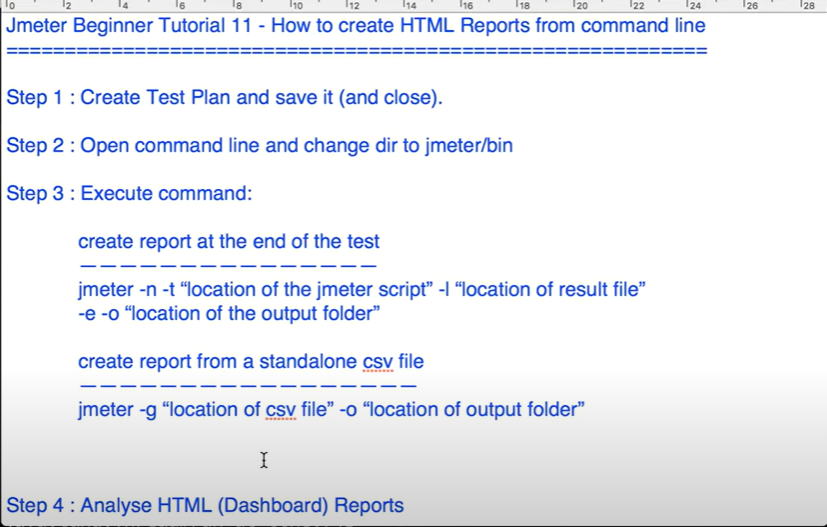 0 2 4 6 8 10 12 14 16 18 20 22 24 26 28
Jmeter Beginner Tutorial 11 - How to create HTML Reports from command line
=============================================================
Step 1 : Create Test Plan and save it (and close).
Step 2 : Open command line and change dir to jmeter/bin
Step 3 : Execute command:
create report at the end of the test
— — — — — — — — — — — — — — —
jmeter -n -t “location of the jmeter script” -l “location of result file”
-e -o “location of the output folder”
create report from a standalone csv file
— — — — — — — — — — — — — — — — —
jmeter -g “location of csv file” -o “location of output folder”
Step 4 : Analyse HTML (Dashboard) Reports